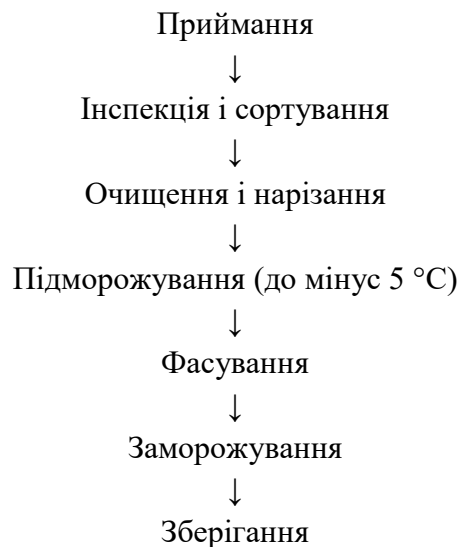 Приймання
↓
Інспекція і сортування
↓
Очищення і нарізання
↓
Підморожування (до мінус 5 °С)
↓
Фасування
↓
Заморожування
↓
Зберігання